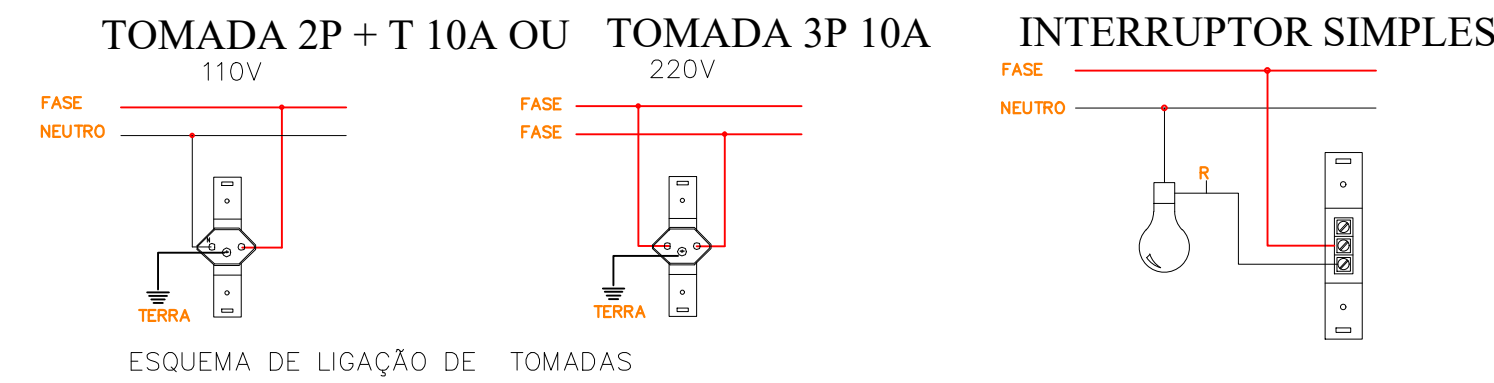 TOMADA 2P + T 10A OU TOMADA 3P 10A
110V
220V
FASE
NEUTRO
TERRA
FASE
FASE
TERRA
ESQUEMA DE LIGAÇÃO DE TOMADAS
INTERRUPTOR SIMPLES
FASE
NEUTRO
R